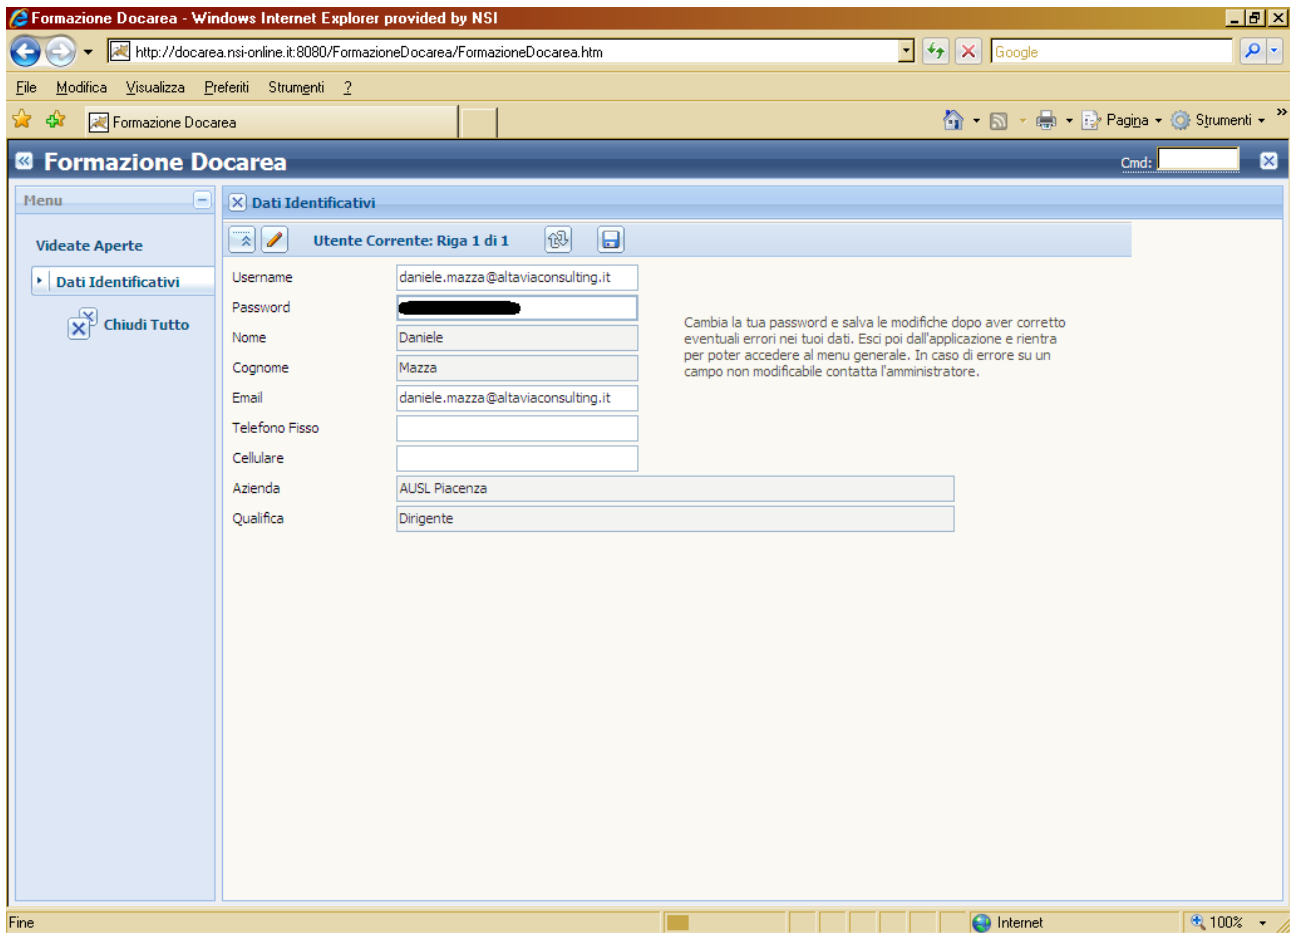 Formazione Docarea - Windows Internet Explorer provided by NSI
http://docarea.nsi-online.it:8080/FormazioneDocarea/FormazioneDocarea.htm
Google
File Modifica Visualizza Preferiti Strumenti ?
Formazione Docarea
Pagina
Strumenti
Formazione Docarea
Cmd:
Menu
Videate Aperte
Dati Identificativi
Chiudi Tutto
Dati Identificativi
Utente Corrente: Riga 1 di 1
Username daniele.mazza@altaviaconsulting.it
Password
Nome Daniele
Cognome Mazza
Email daniele.mazza@altaviaconsulting.it
Telefono Fisso
Cellulare
Azienda AUSL Piacenza
Qualifica Dirigente
Cambia la tua password e salva le modifiche dopo aver corretto
eventuali errori nei tuoi dati. Esci poi dall'applicazione e rientra
per poter accedere al menu generale. In caso di errore su un
campo non modificabile contatta l'amministratore.
Fine
Internet
100%